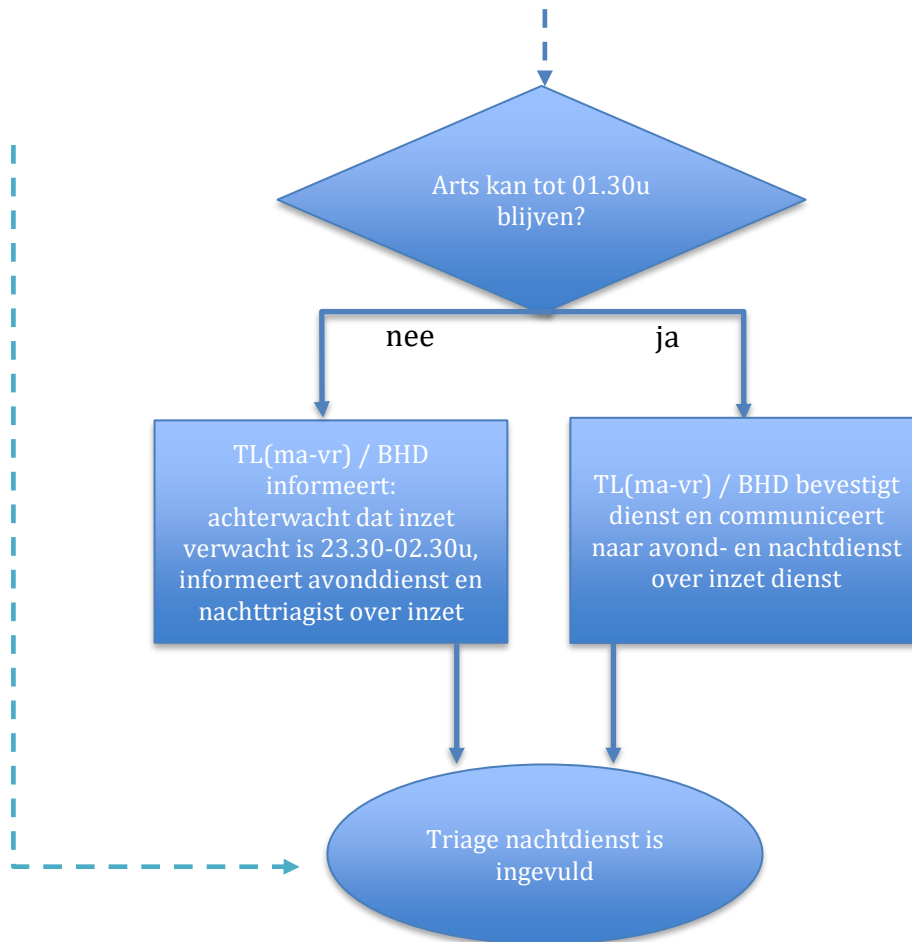 Arts kan tot 01.30u
blijven?
nee
ja
TL(ma-vr) / BHD
informeert:
achterwacht dat inzet
verwacht is 23.30-02.30u,
informeert avonddienst en
nachttriagist over inzet
TL(ma-vr) / BHD bevestigt
dienst en communiceert
naar avond- en nachtdienst
over inzet dienst
Triage nachtdienst is
ingevuld